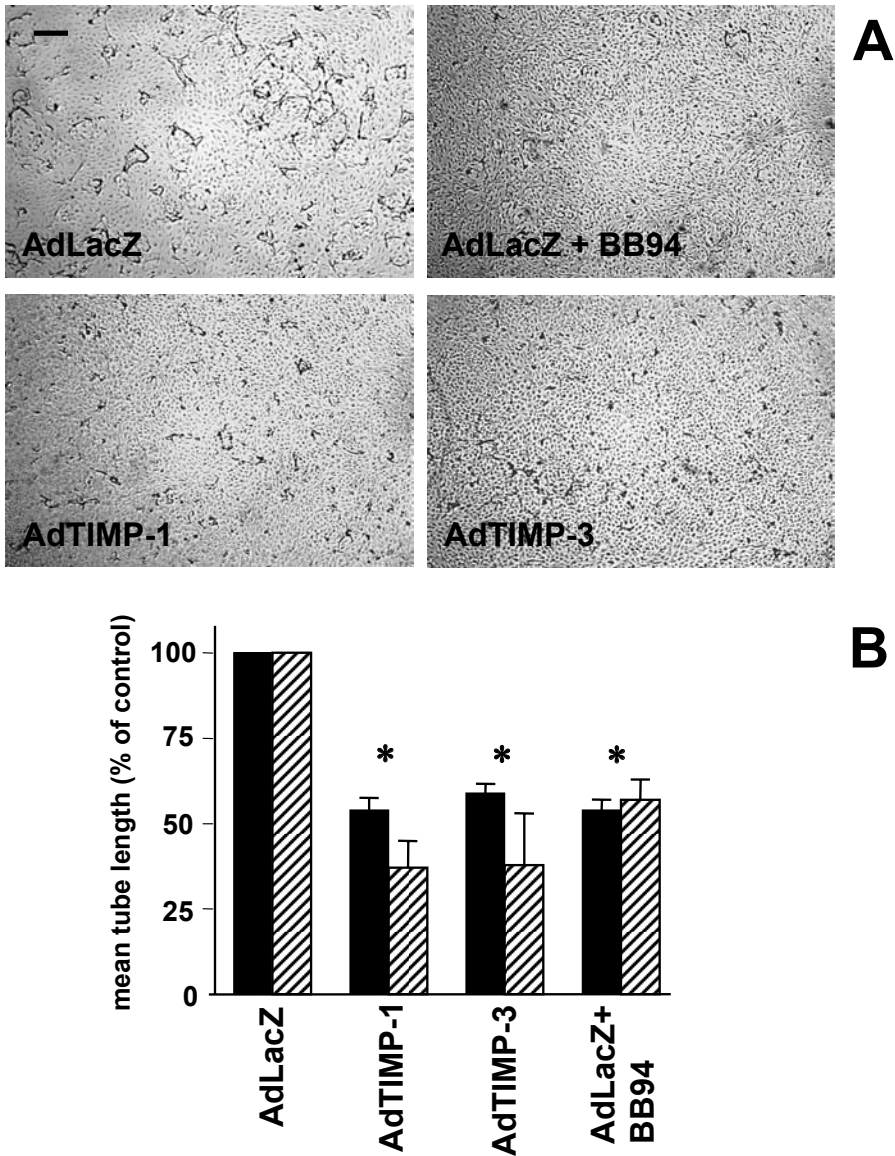 A
AdLacZ
AdLacZ + BB94
AdTIMP-1
AdTIMP-3
B
mean tube length (% of control)
100
75
50
25
0
*
*
*
AdLacZ
AdTIMP-1
AdTIMP-3
AdLacZ+
BB94